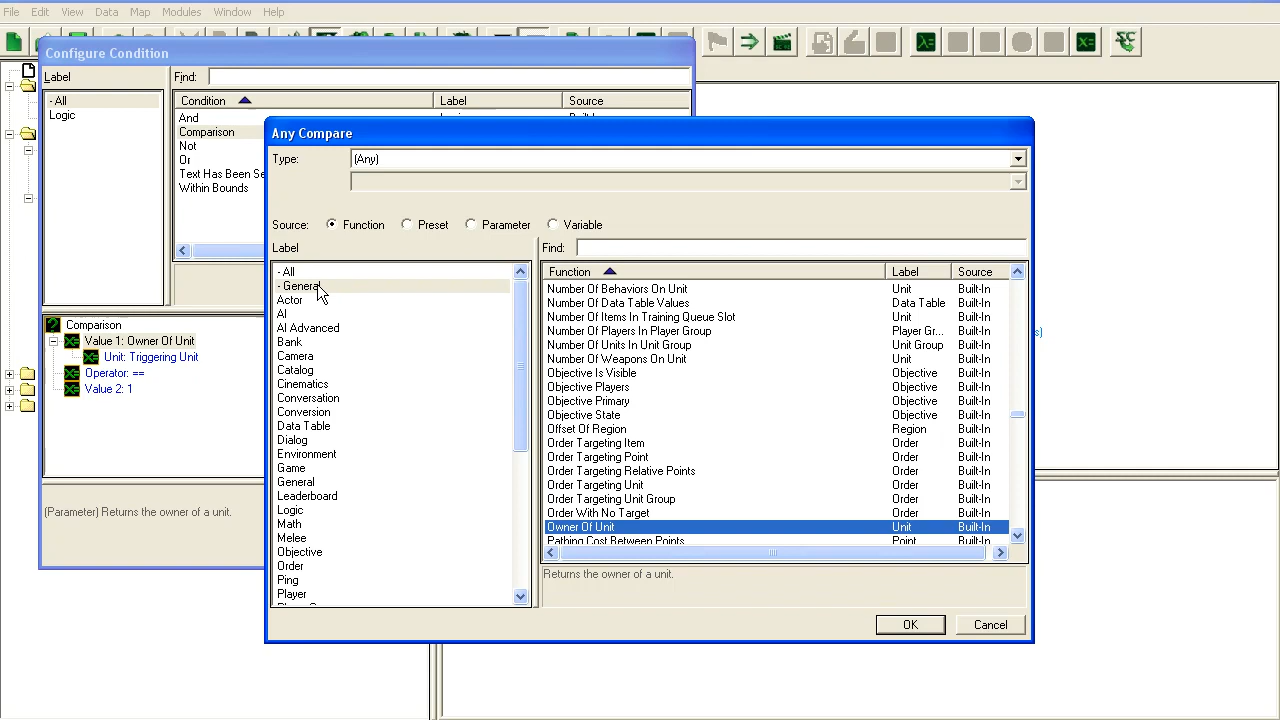 File Edit View Data Map Modules Window Help
Configure Condition
Label
Find:
- All
Logic
Condition Label Source
And
Comparison
Not
Or
Text Has Been Se
Within Bounds
Comparison
Value 1: Owner Of Unit
Unit: Triggering Unit
Operator: ==
Value 2: 1
(Parameter) Returns the owner of a unit.
Any Compare
Type: (Any)
Source: Function Preset Parameter Variable
Label
- All
- General
Actor
AI
AI Advanced
Bank
Camera
Catalog
Cinematics
Conversation
Conversion
Data Table
Dialog
Environment
Game
General
Leaderboard
Logic
Math
Melee
Objective
Order
Ping
Player
Find:
Function Label Source
Number Of Behaviors On Unit Unit Built-In
Number Of Data Table Values Data Table Built-In
Number Of Items In Training Queue Slot Unit Built-In
Number Of Players In Player Group Player Gr... Built-In
Number Of Units In Unit Group Unit Group Built-In
Number Of Weapons On Unit Unit Built-In
Objective Is Visible Objective Built-In
Objective Players Objective Built-In
Objective Primary Objective Built-In
Objective State Objective Built-In
Offset Of Region Region Built-In
Order Targeting Item Order Built-In
Order Targeting Point Order Built-In
Order Targeting Relative Points Order Built-In
Order Targeting Unit Order Built-In
Order Targeting Unit Group Order Built-In
Order With No Target Order Built-In
Owner Of Unit Unit Built-In
Pathing Cost Between Points Point Built-In
Returns the owner of a unit.
OK Cancel